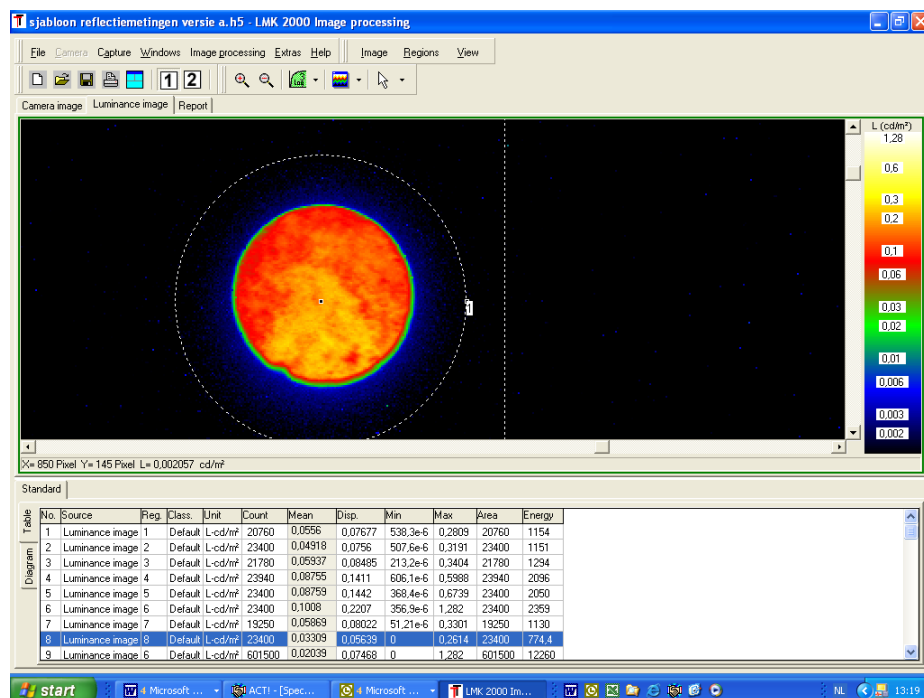 sjabloon reflectiemetingen versie a.h5 - LMK 2000 Image processing
File Camera Capture Windows Image processing Extras Help Image Regions View
1 2
Camera image Luminance image Report
L (cd/m²)
1,28
0,6
0,3
0,2
0,1
0,06
0,03
0,02
0,01
0,006
0,003
0,002
1
X= 850 Pixel Y= 145 Pixel L= 0,002057 cd/m²
Standard
Table
Diagram
No. Source Reg. Class. Unit Count Mean Disp. Min Max Area Energy
1 Luminance image 1 Default L-cd/m² 20760 0,0556 0,07677 538,3e-6 0,2809 20760 1154
2 Luminance image 2 Default L-cd/m² 23400 0,04918 0,0756 507,6e-6 0,3191 23400 1151
3 Luminance image 3 Default L-cd/m² 21780 0,05937 0,08485 213,2e-6 0,3404 21780 1294
4 Luminance image 4 Default L-cd/m² 23940 0,08755 0,1411 606,1e-6 0,5988 23940 2096
5 Luminance image 5 Default L-cd/m² 23400 0,08759 0,1442 368,4e-6 0,6739 23400 2050
6 Luminance image 6 Default L-cd/m² 23400 0,1008 0,2207 356,9e-6 1,282 23400 2359
7 Luminance image 7 Default L-cd/m² 19250 0,05869 0,08022 51,21e-6 0,3301 19250 1130
8 Luminance image 8 Default L-cd/m² 23400 0,03309 0,05639 0 0,2614 23400 774,4
9 Luminance image 6 Default L-cd/m² 601500 0,02039 0,07468 0 1,282 601500 12260
start 4 Microsoft ... ACT! - [Spec... 4 Microsoft ... LMK 2000 Im... NL 13:19